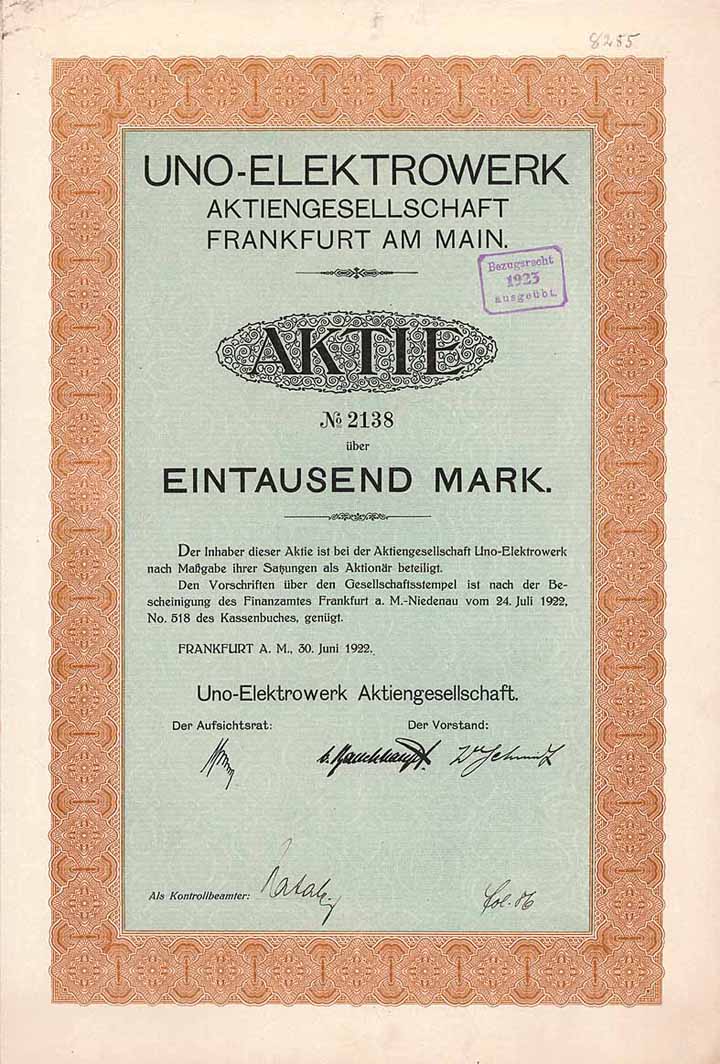 8285
UNO-ELEKTROWERK
AKTIENGESELLSCHAFT
FRANKFURT AM MAIN.
Bezugsrecht
1923
ausgeübt.
AKTIE
№ 2138
über
EINTAUSEND MARK.
Der Inhaber dieser Aktie ist bei der Aktiengesellschaft Uno-Elektrowerk
nach Maßgabe ihrer Satzungen als Aktionär beteiligt.
Den Vorschriften über den Gesellschaftsstempel ist nach der Be-
scheinigung des Finanzamtes Frankfurt a. M.-Niedenau vom 24. Juli 1922,
No. 518 des Kassenbuches, genügt.
FRANKFURT A. M., 30. Juni 1922.
Uno-Elektrowerk Aktiengesellschaft.
Der Aufsichtsrat: Der Vorstand:
Als Kontrollbeamter: